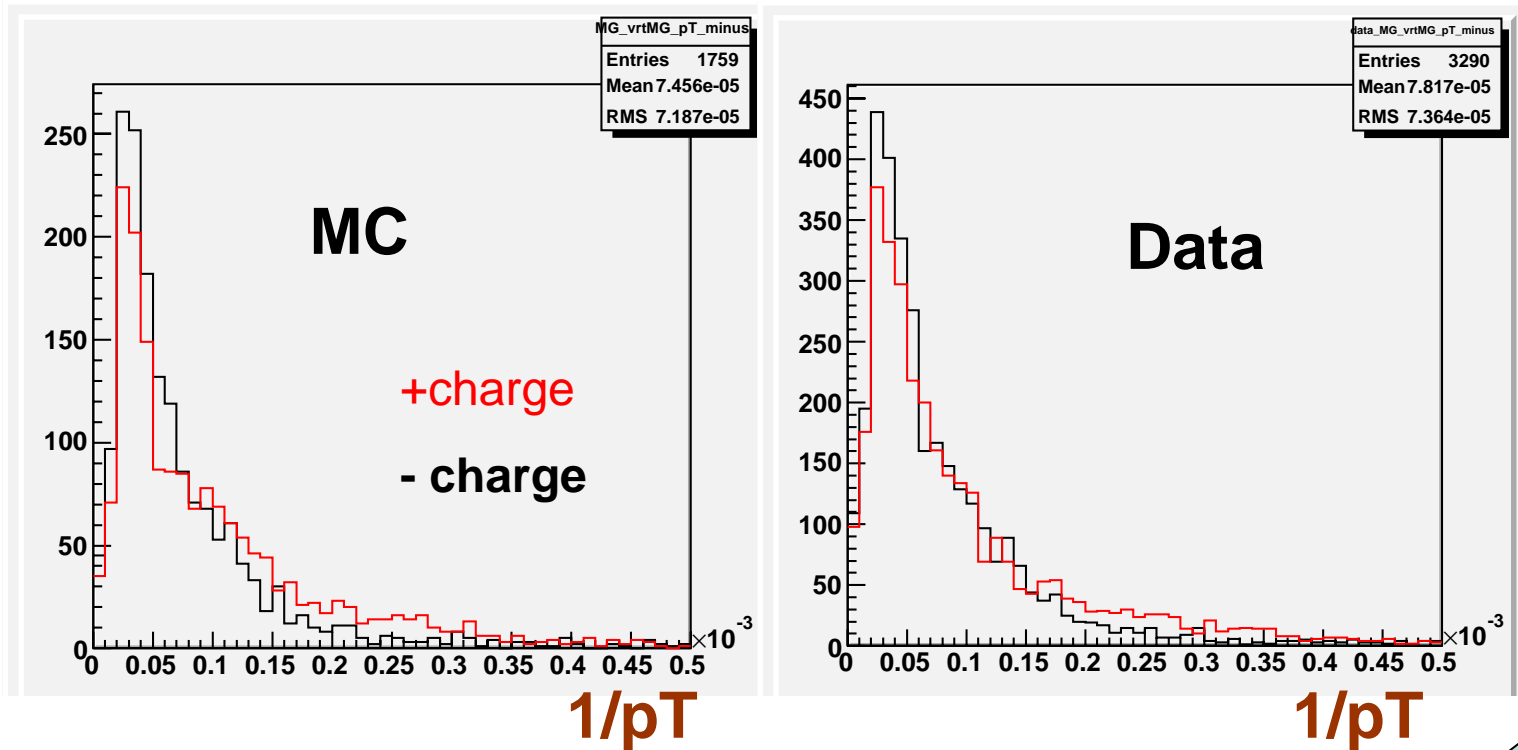 MG_vrtMG_pT_minus
Entries 1759
Mean 7.456e-05
RMS 7.187e-05
250
200
150
100
50
0
MC
+charge
- charge
0 0.05 0.1 0.15 0.2 0.25 0.3 0.35 0.4 0.45 0.5
×10⁻³
1/pT
data_MG_vrtMG_pT_minus
Entries 3290
Mean 7.817e-05
RMS 7.364e-05
450
400
350
300
250
200
150
100
50
0
Data
0 0.05 0.1 0.15 0.2 0.25 0.3 0.35 0.4 0.45 0.5
×10⁻³
1/pT